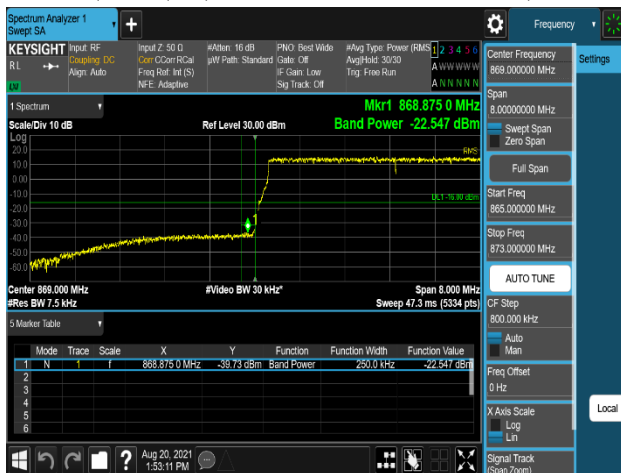 Spectrum Analyzer 1
Swept SA
+
Frequency
KEYSIGHT Input: RF Input Z: 50 Ω #Atten: 16 dB PNO: Best Wide #Avg Type: Power (RMS 1 2 3 4 5 6
RL Coupling: DC Corr CCorr RCal µW Path: Standard Gate: Off Avg|Hold: 30/30 A W W W W W
Align: Auto Freq Ref: Int (S) IF Gain: Low Trig: Free Run
NFE: Adaptive Sig Track: Off A N N N N N
LW
1 Spectrum
Mkr1 868.875 0 MHz
Scale/Div 10 dB Ref Level 30.00 dBm Band Power -22.547 dBm
Log
20.0
RMS
10.0
0.00
-10.0
DL1 -16.00 dBm
-20.0
1
-30.0
-40.0
-50.0
-60.0
Center 869.000 MHz #Video BW 30 kHz* Span 8.000 MHz
#Res BW 7.5 kHz Sweep 47.3 ms (5334 pts)
5 Marker Table
Mode Trace Scale X Y Function Function Width Function Value
1 N 1 f 868.875 0 MHz -39.73 dBm Band Power 250.0 kHz -22.547 dBm
2
3
4
5
6
Aug 20, 2021
1:53:11 PM
?
Center Frequency
869.000000 MHz
Settings
Span
8.00000000 MHz
Swept Span
Zero Span
Full Span
Start Freq
865.000000 MHz
Stop Freq
873.000000 MHz
AUTO TUNE
CF Step
800.000 kHz
Auto
Man
Freq Offset
0 Hz
X Axis Scale
Log
Lin
Local
Signal Track
(Span Zoom)